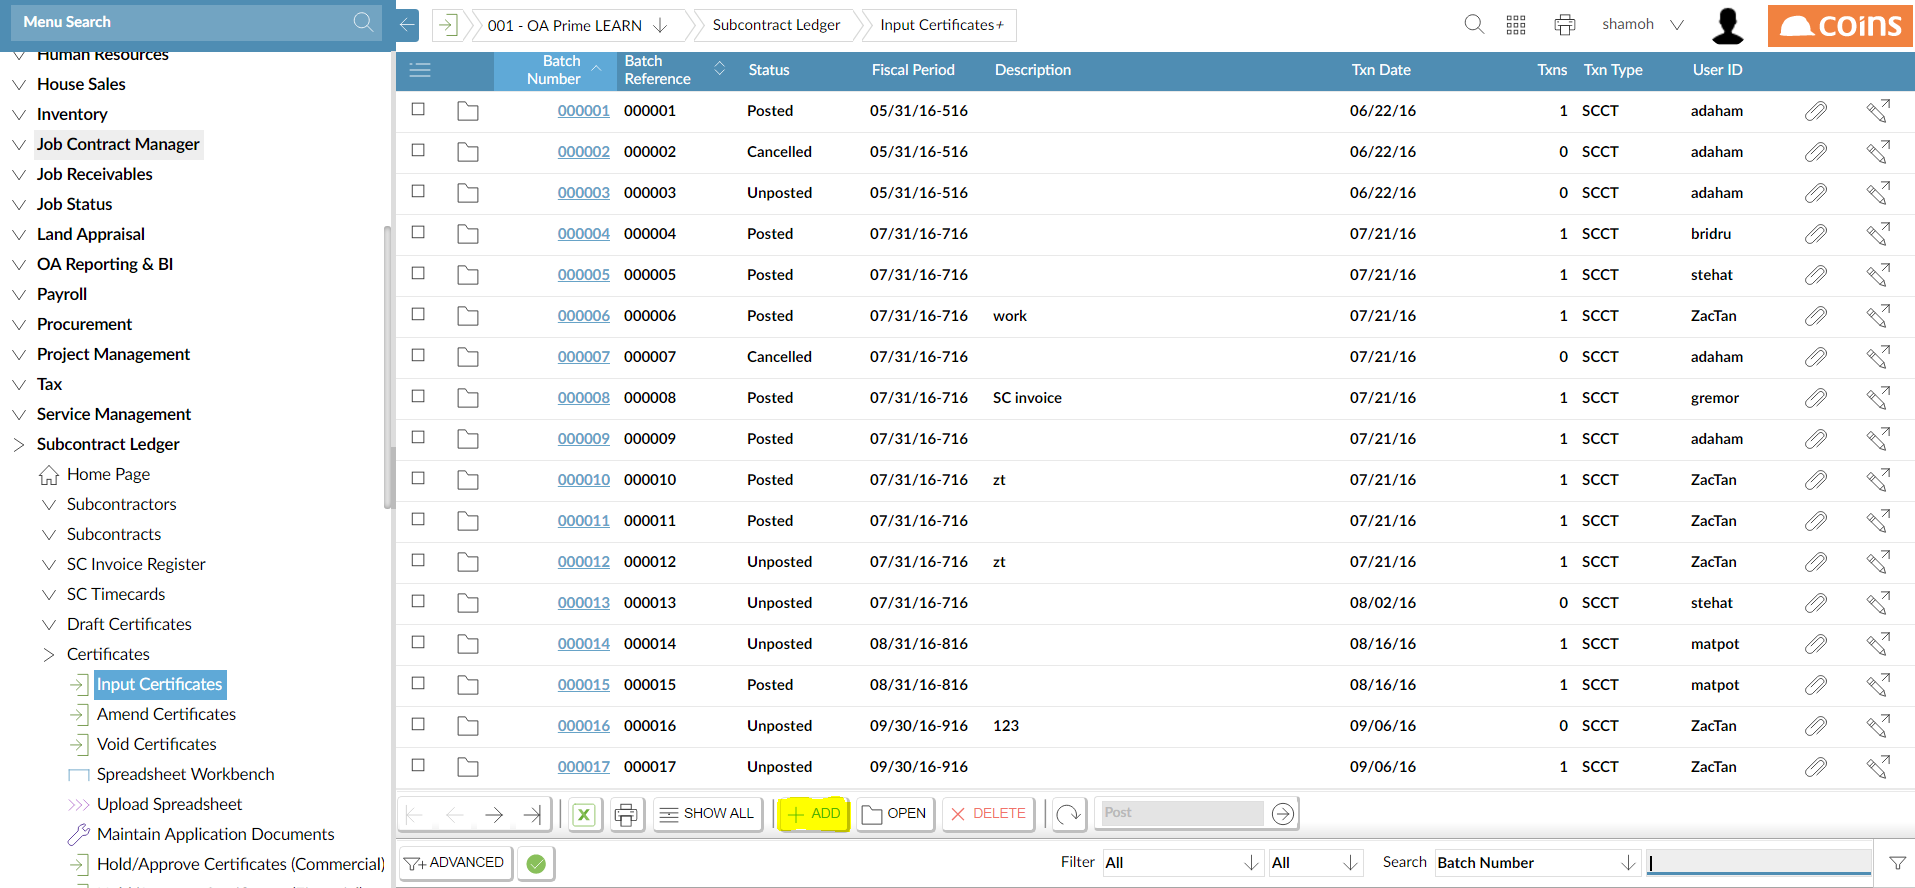 Menu Search
001 - OA Prime LEARN
Subcontract Ledger
Input Certificates+
shamoh
coins
Human Resources
House Sales
Inventory
Job Contract Manager
Job Receivables
Job Status
Land Appraisal
OA Reporting & BI
Payroll
Procurement
Project Management
Tax
Service Management
Subcontract Ledger
Home Page
Subcontractors
Subcontracts
SC Invoice Register
SC Timecards
Draft Certificates
Certificates
Input Certificates
Amend Certificates
Void Certificates
Spreadsheet Workbench
Upload Spreadsheet
Maintain Application Documents
Hold/Approve Certificates (Commercial)
Batch Number Batch Reference Status Fiscal Period Description Txn Date Txns Txn Type User ID
000001 000001 Posted 05/31/16-516 06/22/16 1 SCCT adaham
000002 000002 Cancelled 05/31/16-516 06/22/16 0 SCCT adaham
000003 000003 Unposted 05/31/16-516 06/22/16 0 SCCT adaham
000004 000004 Posted 07/31/16-716 07/21/16 1 SCCT bridru
000005 000005 Posted 07/31/16-716 07/21/16 1 SCCT stehat
000006 000006 Posted 07/31/16-716 work 07/21/16 1 SCCT ZacTan
000007 000007 Cancelled 07/31/16-716 07/21/16 0 SCCT adaham
000008 000008 Posted 07/31/16-716 SC invoice 07/21/16 1 SCCT gremor
000009 000009 Posted 07/31/16-716 07/21/16 1 SCCT adaham
000010 000010 Posted 07/31/16-716 zt 07/21/16 1 SCCT ZacTan
000011 000011 Posted 07/31/16-716 07/21/16 1 SCCT ZacTan
000012 000012 Unposted 07/31/16-716 zt 07/21/16 1 SCCT ZacTan
000013 000013 Unposted 07/31/16-716 08/02/16 0 SCCT stehat
000014 000014 Unposted 08/31/16-816 08/16/16 1 SCCT matpot
000015 000015 Posted 08/31/16-816 08/16/16 1 SCCT matpot
000016 000016 Unposted 09/30/16-916 123 09/06/16 0 SCCT ZacTan
000017 000017 Unposted 09/30/16-916 09/06/16 1 SCCT ZacTan
SHOW ALL ADD OPEN DELETE Post
ADVANCED Filter All All Search Batch Number